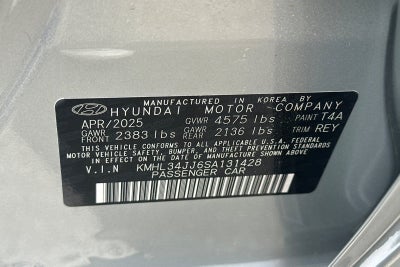 MANUFACTURED IN KOREA BY
HYUNDAI MOTOR COMPANY
APR/2025 GVWR 4575 lbs PAINT T4A
GAWR FRONT 2383 lbs GAWR REAR 2136 lbs TRIM REY
THIS VEHICLE CONFORMS TO ALL APPLICABLE U.S.A. FEDERAL
MOTOR VEHICLE SAFETY, BUMPER, AND THEFT PREVENTION STANDARDS
IN EFFECT ON THE DATE OF MANUFACTURE SHOWN ABOVE.
V.I.N KMHL34JJ6SA131428
PASSENGER CAR